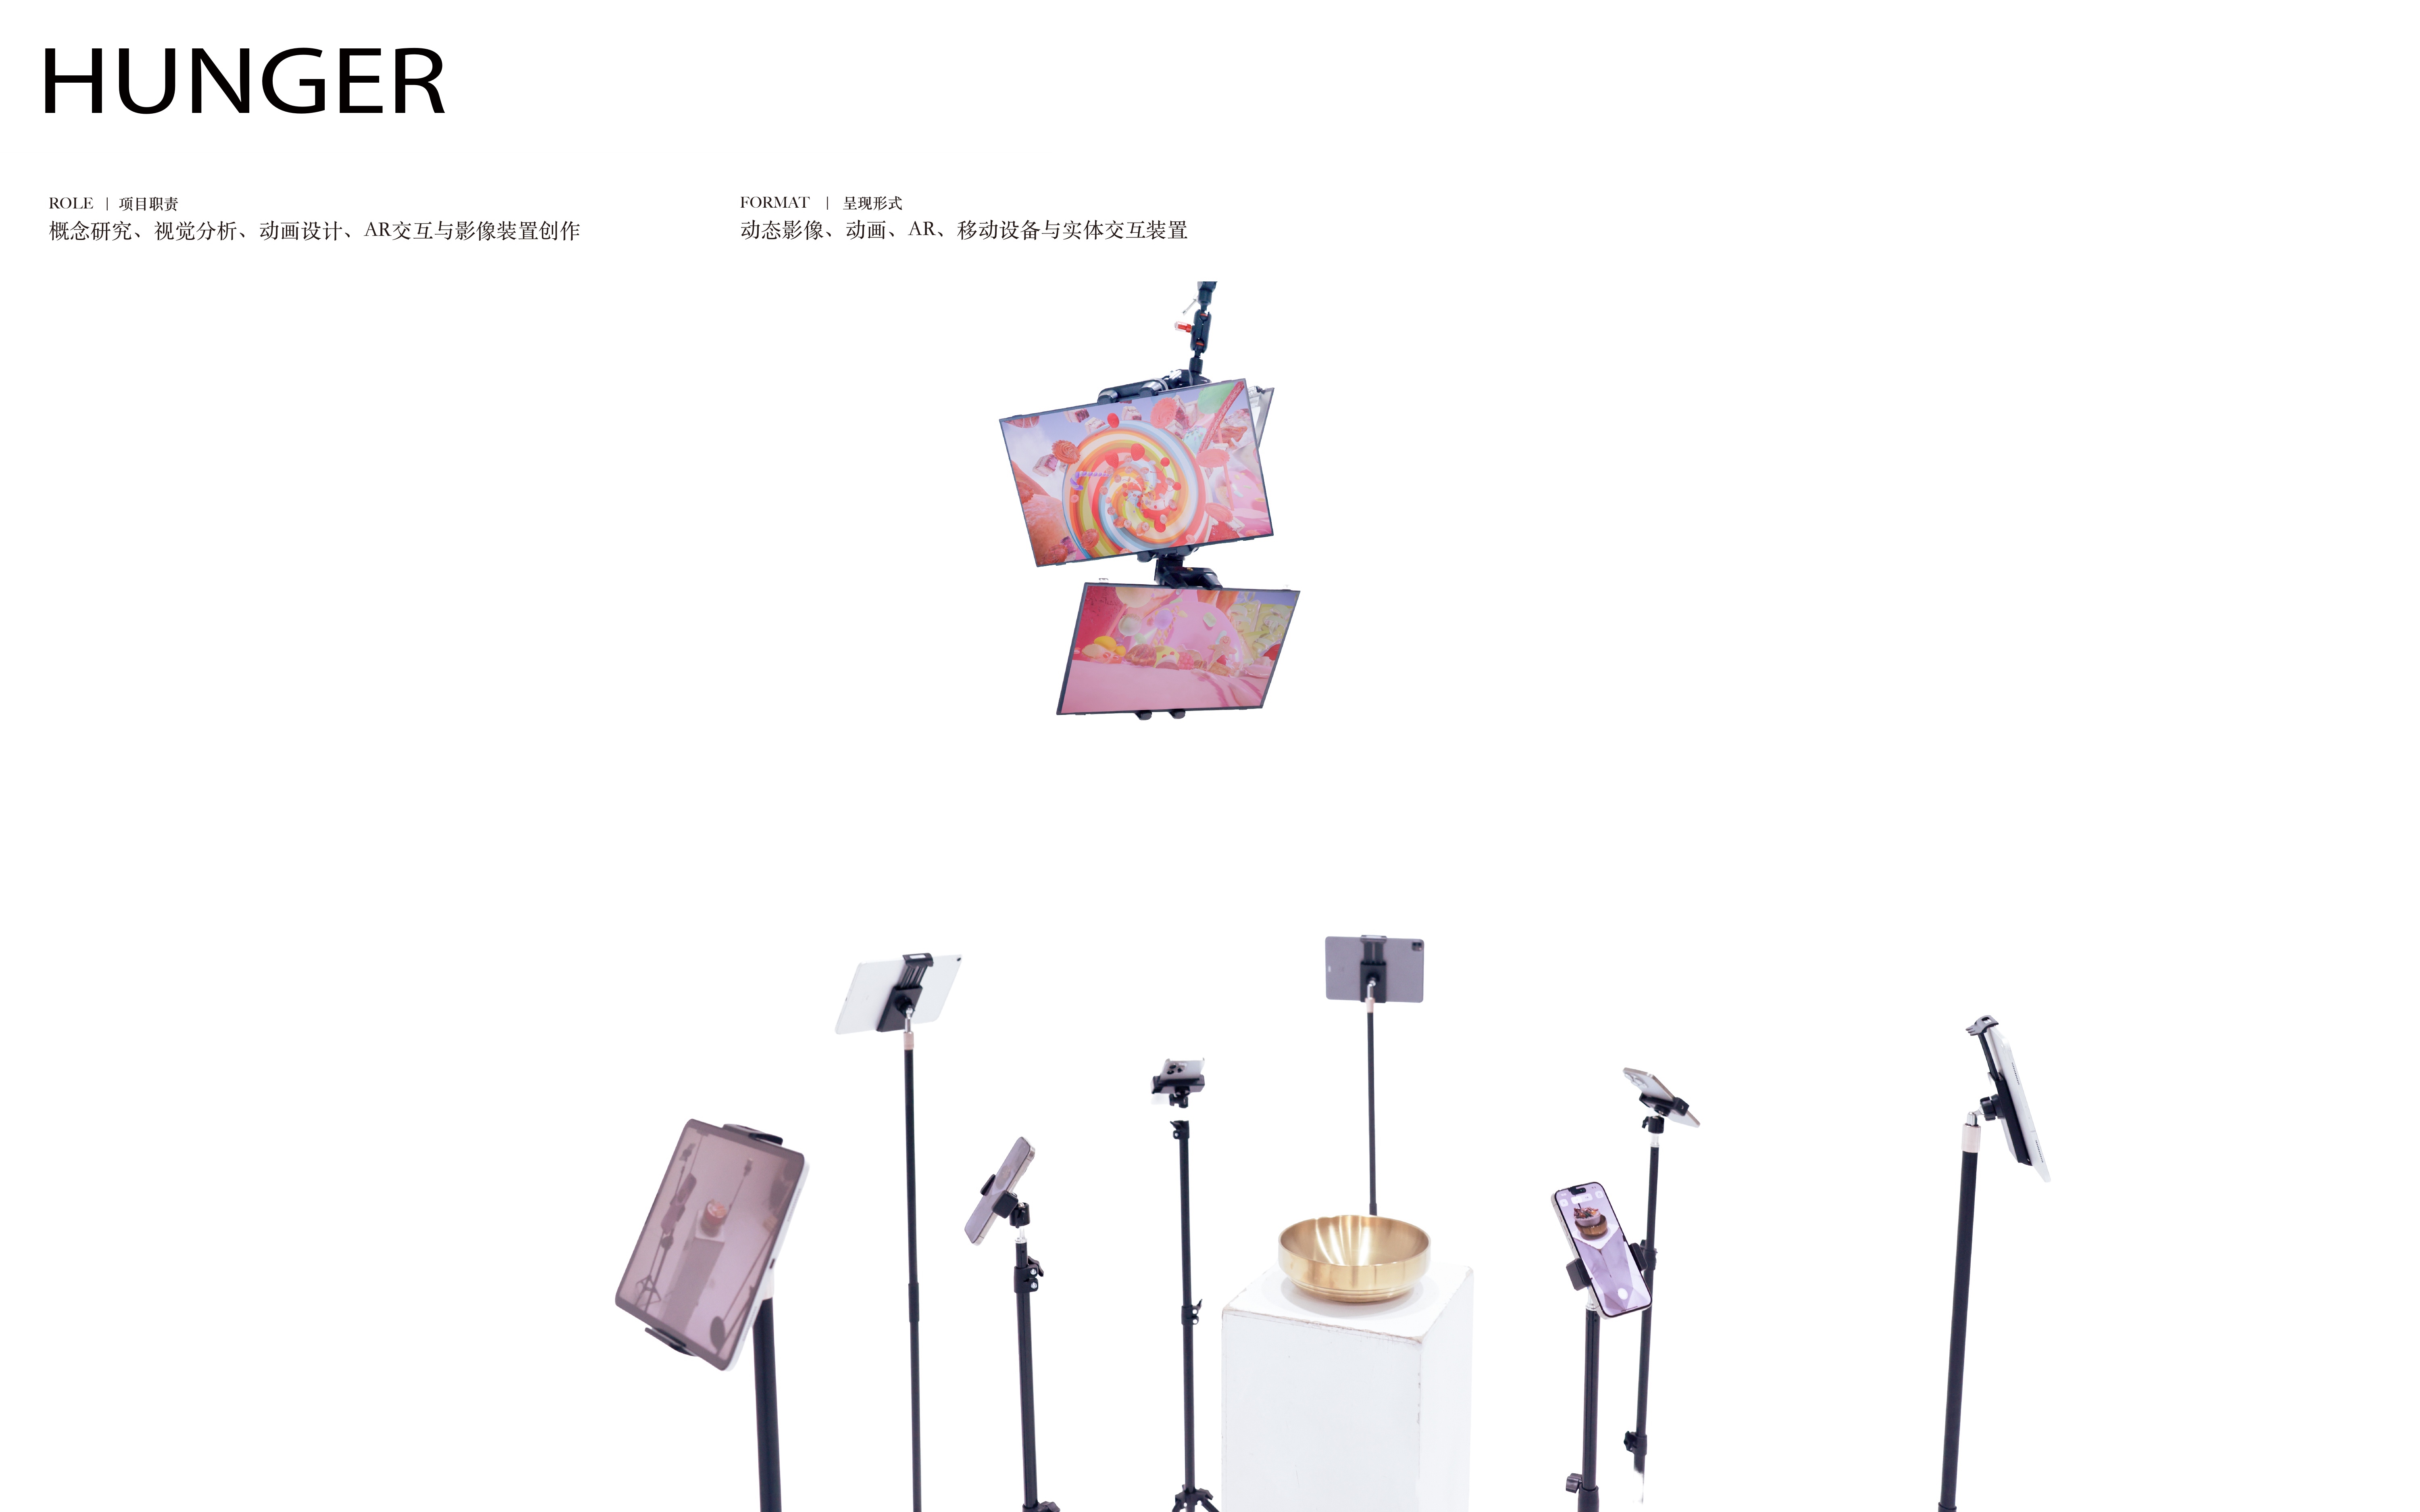 HUNGER
ROLE | 项目职责
概念研究、视觉分析、动画设计、AR交互与影像装置创作
FORMAT | 呈现形式
动态影像、动画、AR、移动设备与实体交互装置